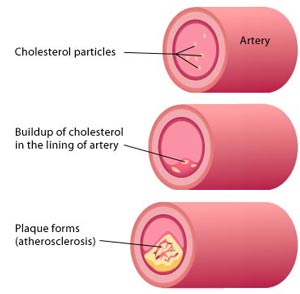 Artery
Cholesterol particles
Buildup of cholesterol
in the lining of artery
Plaque forms
(atherosclerosis)